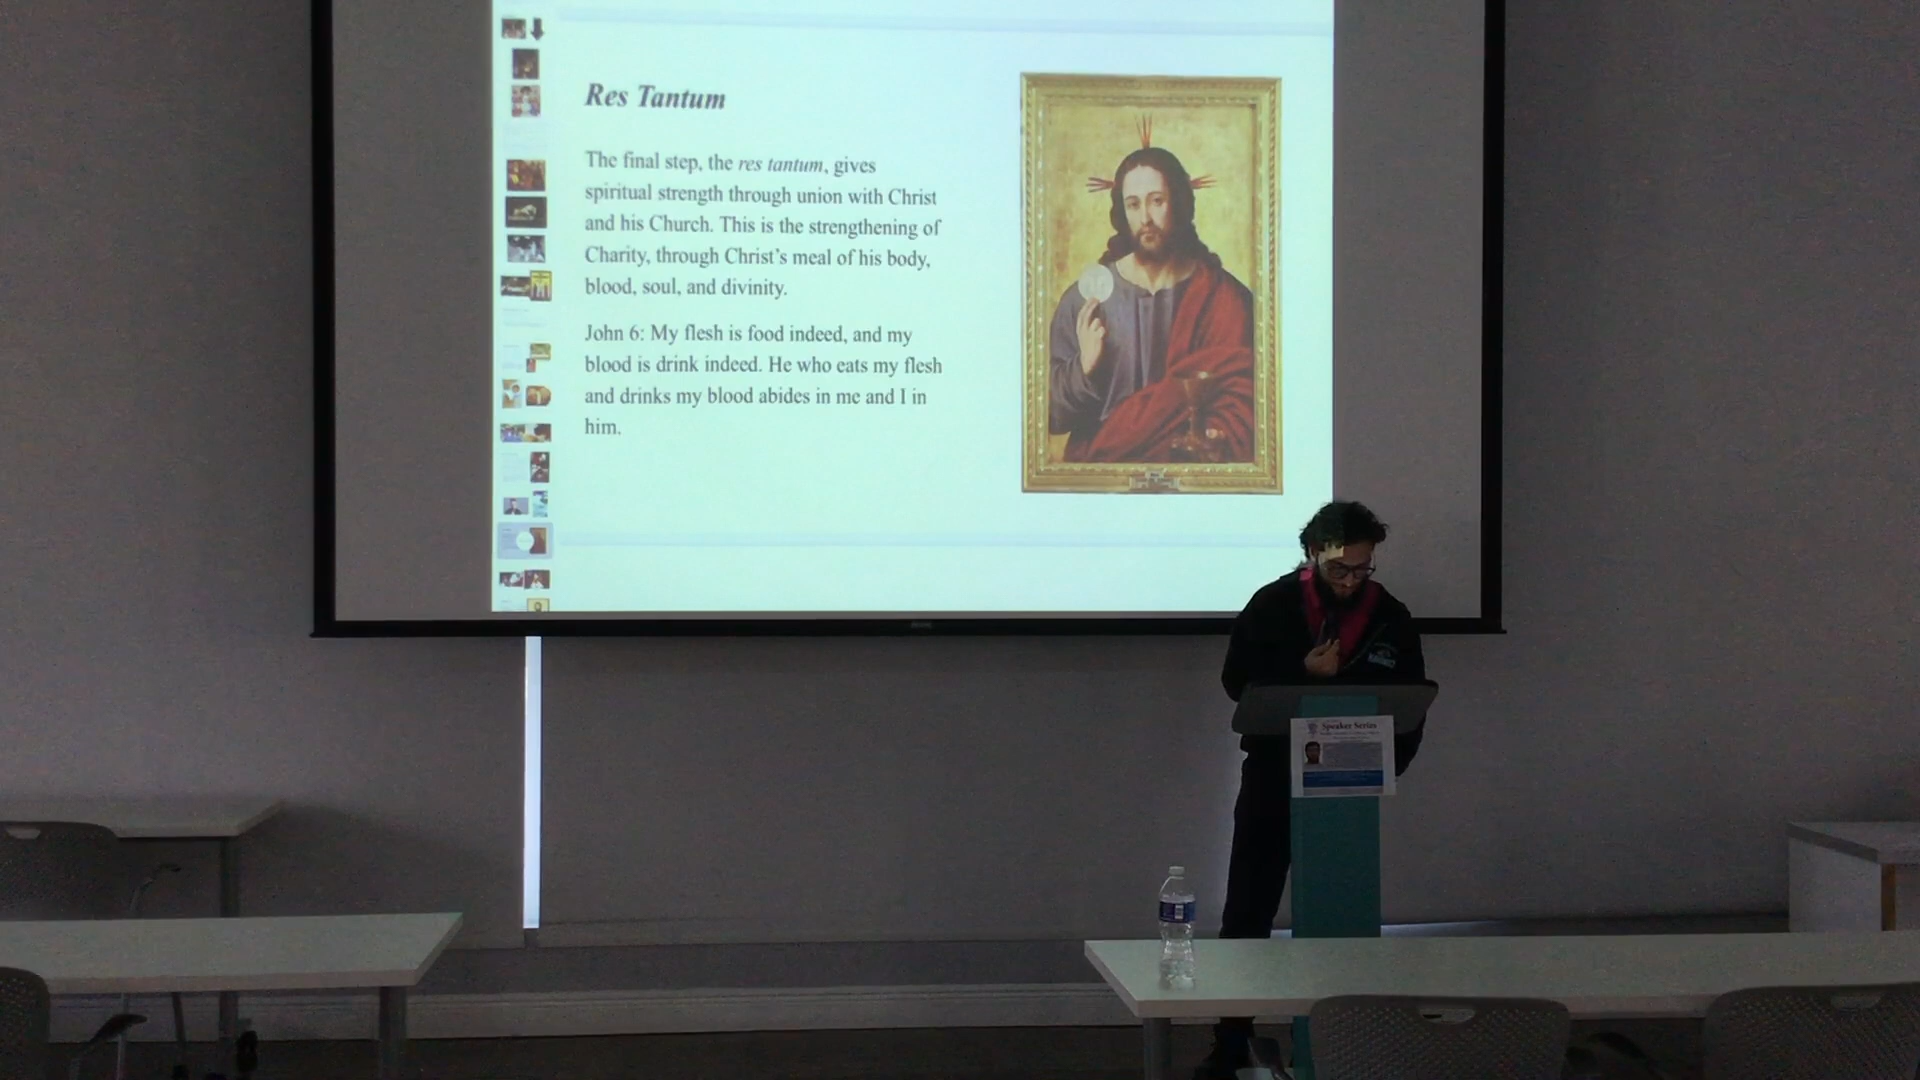 Res Tantum
The final step, the res tantum, gives
spiritual strength through union with Christ
and his Church. This is the strengthening of
Charity, through Christ's meal of his body,
blood, soul, and divinity.
John 6: My flesh is food indeed, and my
blood is drink indeed. He who eats my flesh
and drinks my blood abides in me and I in
him.
Speaker Series